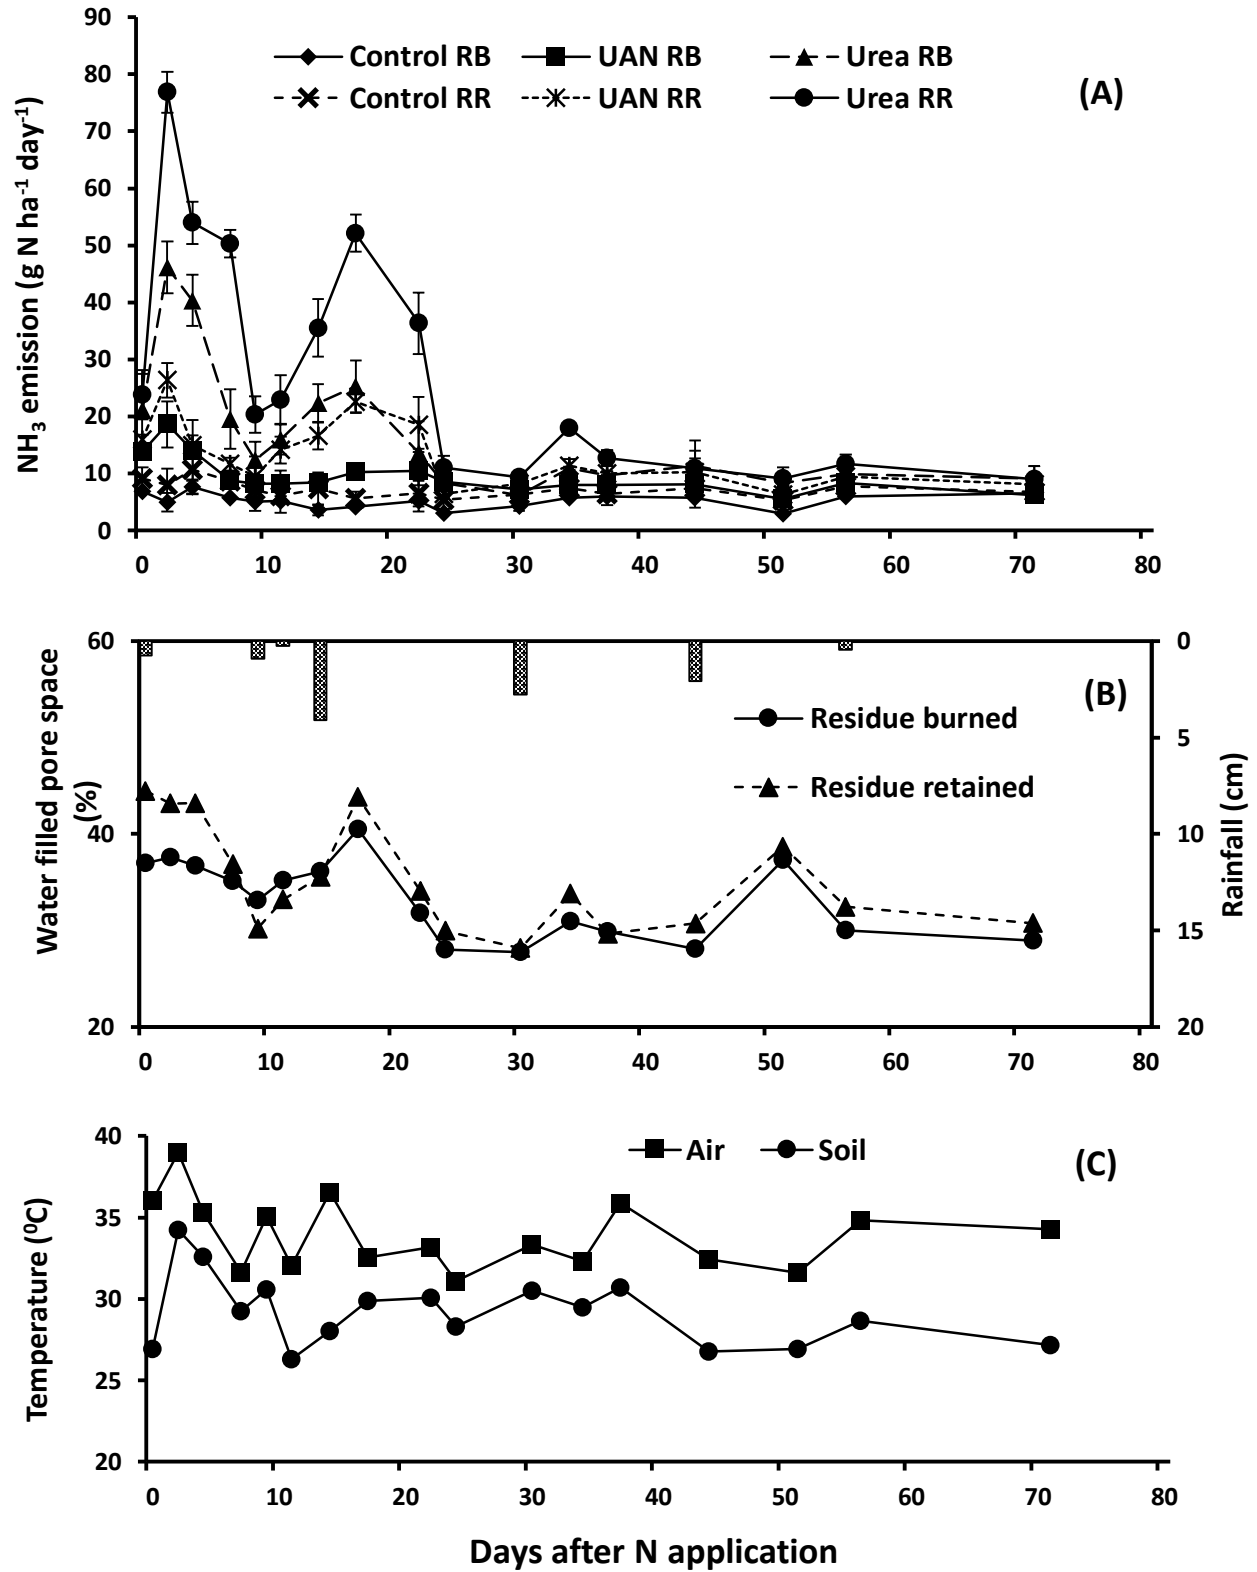 90
80
70
60
50
40
30
20
10
0
NH₃ emission (g N ha⁻¹ day⁻¹)
Control RB UAN RB Urea RB
Control RR UAN RR Urea RR
(A)
0 10 20 30 40 50 60 70 80
60
40
20
Water filled pore space
(%)
(B)
Residue burned
Residue retained
0
5
10
15
20
Rainfall (cm)
0 10 20 30 40 50 60 70 80
40
35
30
25
20
Temperature (⁰C)
Air Soil
(C)
0 10 20 30 40 50 60 70 80
Days after N application